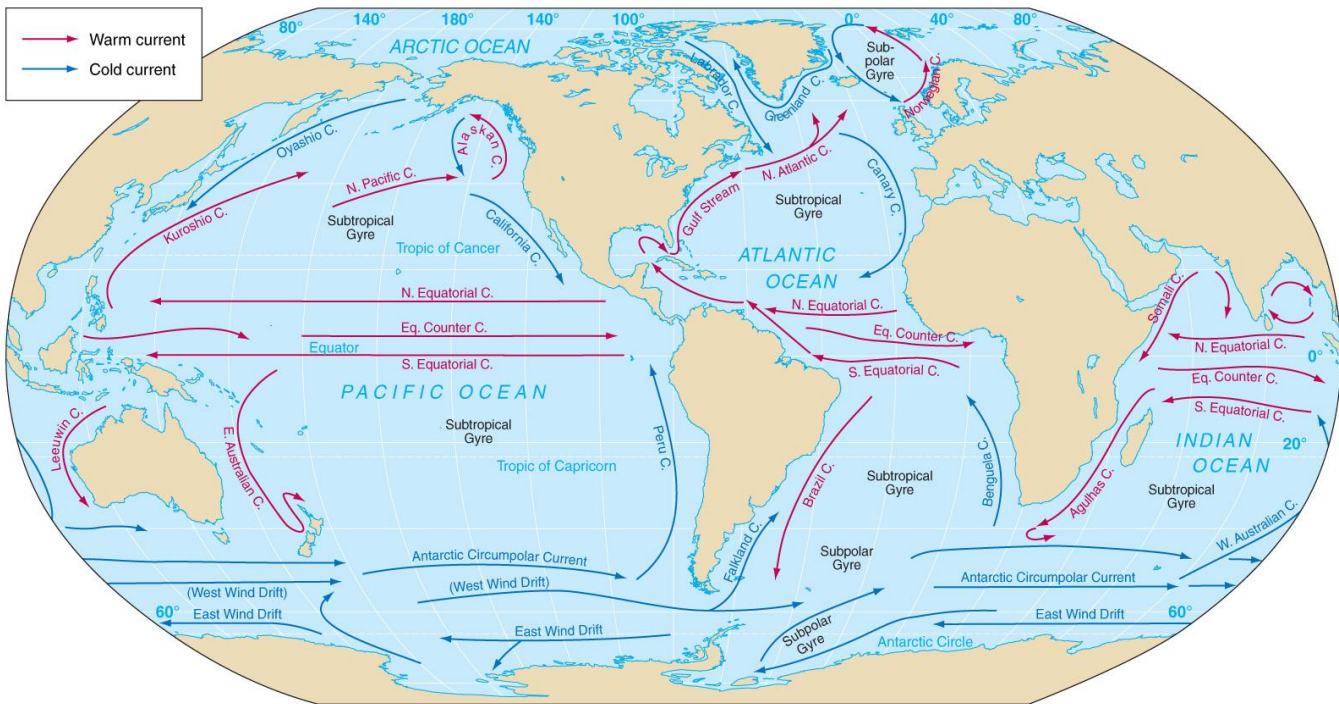 80°
140°
180°
140°
100°
0°
40°
80°
Warm current
Cold current
ARCTIC OCEAN
Sub-
polar
Gyre
Labrador C.
Greenland C.
Norwegian C.
Oyashio C.
Alaskan C.
N. Pacific C.
N. Atlantic C.
Canary C.
Kuroshio C.
Subtropical
Gyre
California C.
Gulf Stream
Subtropical
Gyre
Tropic of Cancer
ATLANTIC
OCEAN
N. Equatorial C.
N. Equatorial C.
Somali C.
Eq. Counter C.
Eq. Counter C.
Equator
N. Equatorial C.
0°
S. Equatorial C.
S. Equatorial C.
Eq. Counter C.
PACIFIC OCEAN
S. Equatorial C.
Leeuwin C.
E. Australian C.
Subtropical
Gyre
Peru C.
INDIAN
OCEAN
20°
Tropic of Capricorn
Brazil C.
Subtropical
Gyre
Benguela C.
Agulhas C.
Subtropical
Gyre
W. Australian C.
Falkland C.
Antarctic Circumpolar Current
Subpolar
Gyre
(West Wind Drift)
(West Wind Drift)
Antarctic Circumpolar Current
60°
East Wind Drift
East Wind Drift
Subpolar
Gyre
East Wind Drift
60°
Antarctic Circle